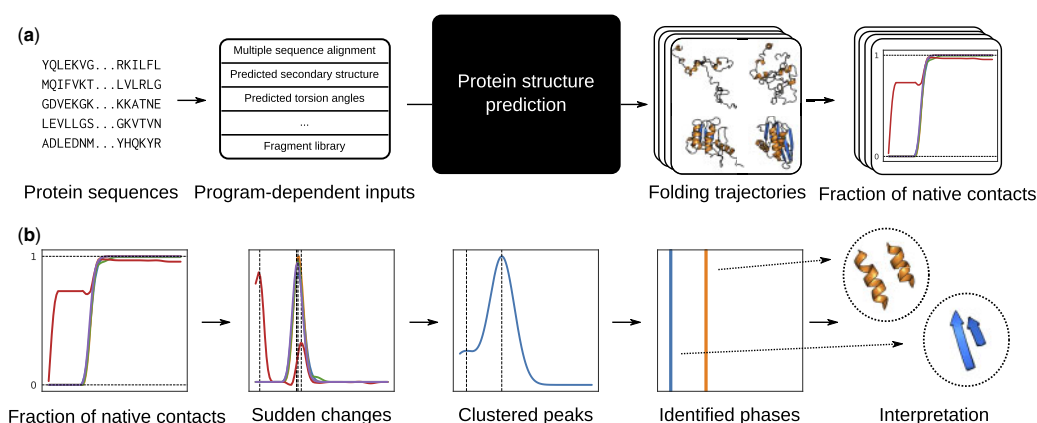 (a)
YQLEKVG...RKILFL
MQIFVKT...LVLRLG
GDVEKGK...KKATNE
LEVLLGS...GKVTVN
ADLEDNM...YHQKYR
Protein sequences
Multiple sequence alignment
Predicted secondary structure
Predicted torsion angles
...
Fragment library
Program-dependent inputs
Protein structure
prediction
Folding trajectories
1
0
Fraction of native contacts
(b)
1
0
Fraction of native contacts
Sudden changes
Clustered peaks
Identified phases
Interpretation